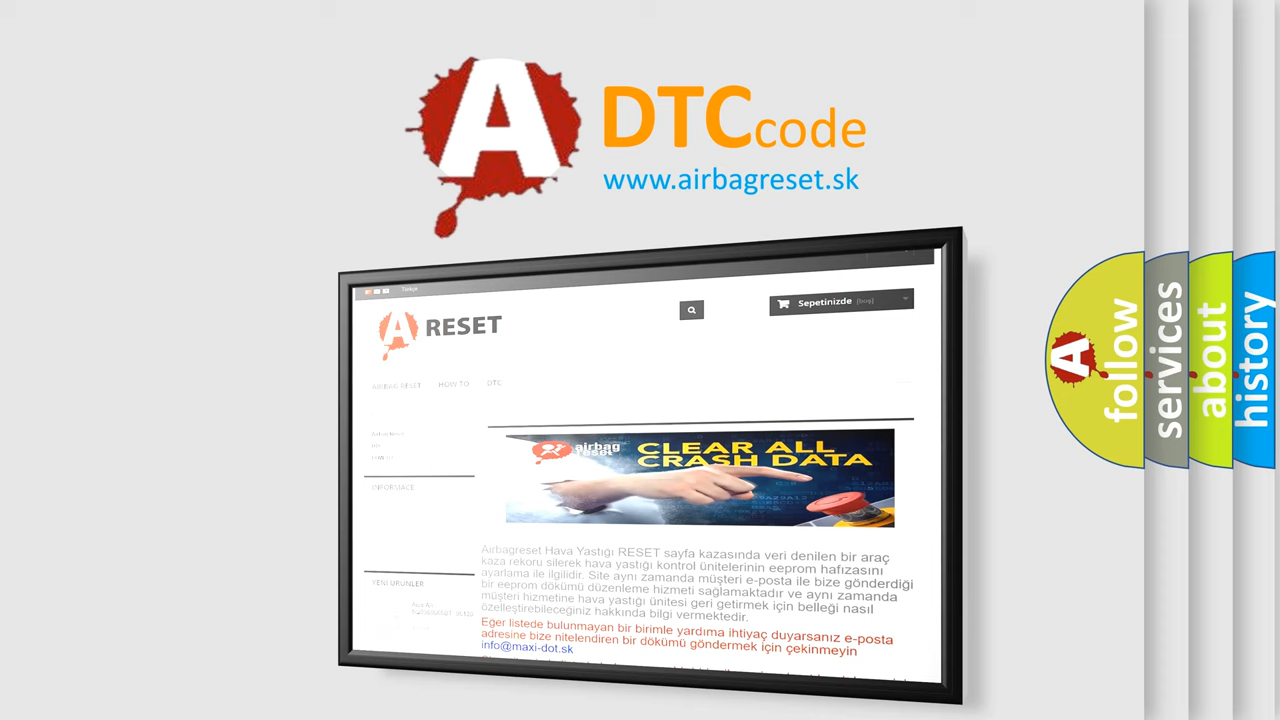 A
DTCcode
www.airbagreset.sk
Türkçe
A RESET
Sepetinizde (boş)
AIRBAG RESET HOW TO DTC
INFORMACE
airbag
reset
CLEAR ALL
CRASH DATA
Airbagreset Hava Yastığı RESET sayfa kazasında veri denilen bir araç
kaza rekoru silerek hava yastığı kontrol ünitelerinin eeprom hafızasını
ayarlama ile ilgilidir. Site aynı zamanda müşteri e-posta ile bize gönderdiği
bir eeprom dökümü düzenleme hizmeti sağlamaktadır ve aynı zamanda
müşteri hizmetine hava yastığı ünitesi geri getirmek için belleği nasıl
özelleştirebileceğiniz hakkında bilgi vermektedir.
Eğer listede bulunmayan bir birimle yardıma ihtiyaç duyarsanız e-posta
adresine bize nitelendiren bir dökümü göndermek için çekinmeyin
info@maxi-dot.sk
YENI ÜRÜNLER
A
follow
services
about
history